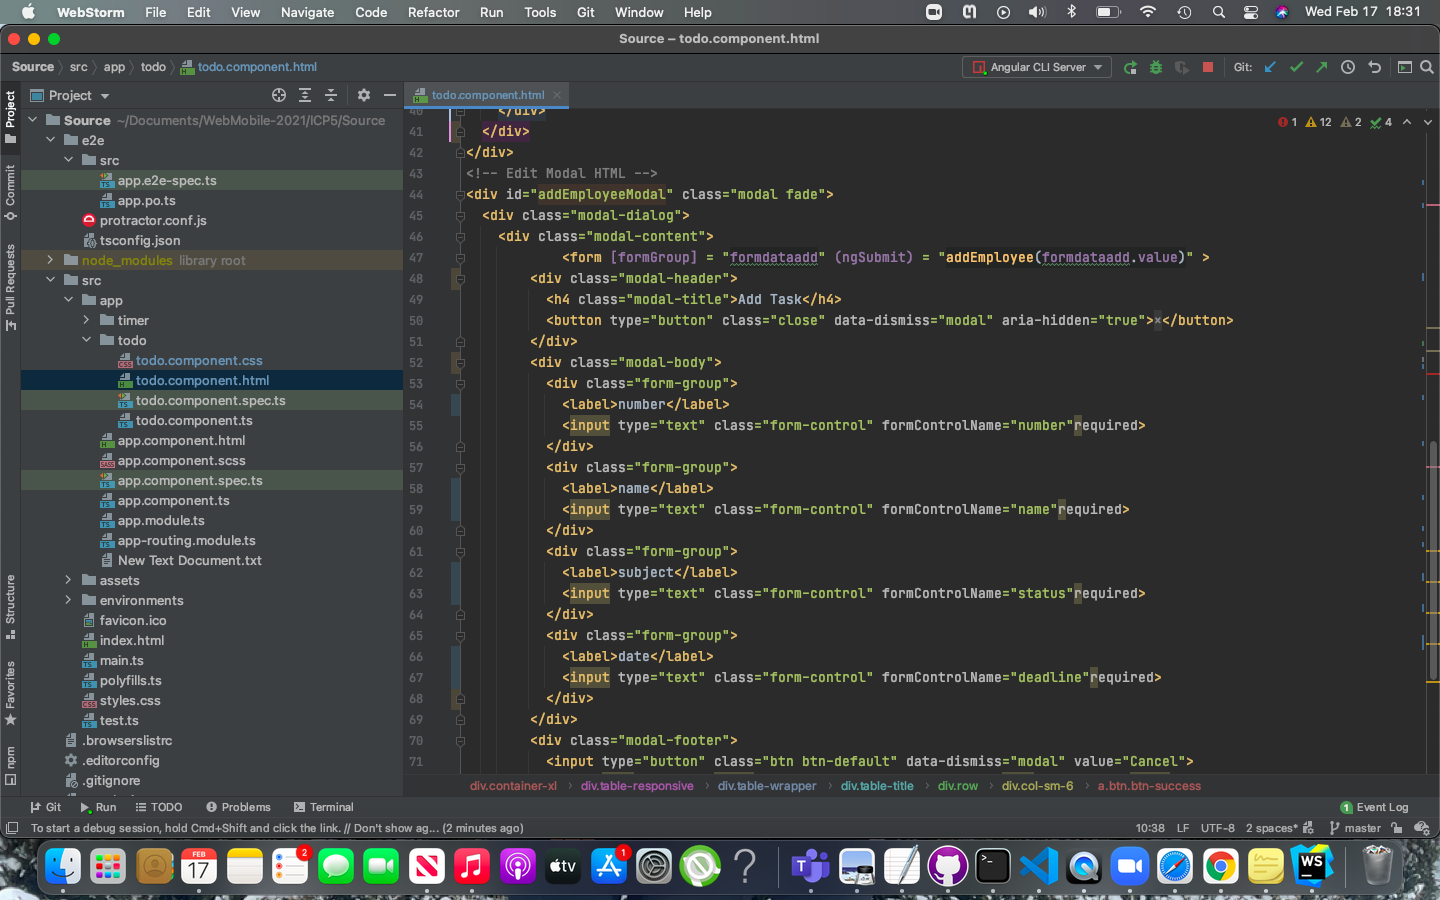 WebStorm File Edit View Navigate Code Refactor Run Tools Git Window Help Wed Feb 17 18:31
Source – todo.component.html
Source src app todo todo.component.html Angular CLI Server Git:
Project
todo.component.html
Source ~/Documents/WebMobile-2021/ICP5/Source
e2e
src
app.e2e-spec.ts
app.po.ts
protractor.conf.js
tsconfig.json
node_modules library root
src
app
timer
todo
todo.component.css
todo.component.html
todo.component.spec.ts
todo.component.ts
app.component.html
app.component.scss
app.component.spec.ts
app.component.ts
app.module.ts
app-routing.module.ts
New Text Document.txt
assets
environments
favicon.ico
index.html
main.ts
polyfills.ts
styles.css
test.ts
.browserslistrc
.editorconfig
.gitignore
Project
Commit
Pull Requests
Structure
Favorites
npm
1 12 2 4
40 </div>
41 </div>
42 </div>
43 <!-- Edit Modal HTML -->
44 <div id="addEmployeeModal" class="modal fade">
45 <div class="modal-dialog">
46 <div class="modal-content">
47 <form [formGroup] = "formdataadd" (ngSubmit) = "addEmployee(formdataadd.value)" >
48 <div class="modal-header">
49 <h4 class="modal-title">Add Task</h4>
50 <button type="button" class="close" data-dismiss="modal" aria-hidden="true">×</button>
51 </div>
52 <div class="modal-body">
53 <div class="form-group">
54 <label>number</label>
55 <input type="text" class="form-control" formControlName="number"required>
56 </div>
57 <div class="form-group">
58 <label>name</label>
59 <input type="text" class="form-control" formControlName="name"required>
60 </div>
61 <div class="form-group">
62 <label>subject</label>
63 <input type="text" class="form-control" formControlName="status"required>
64 </div>
65 <div class="form-group">
66 <label>date</label>
67 <input type="text" class="form-control" formControlName="deadline"required>
68 </div>
69 </div>
70 <div class="modal-footer">
71 <input type="button" class="btn btn-default" data-dismiss="modal" value="Cancel">
div.container-xl div.table-responsive div.table-wrapper div.table-title div.row div.col-sm-6 a.btn.btn-success
Git Run TODO Problems Terminal 1 Event Log
To start a debug session, hold Cmd+Shift and click the link. // Don't show ag... (2 minutes ago) 10:38 LF UTF-8 2 spaces* master
FEB
17
2
tv
1
WS